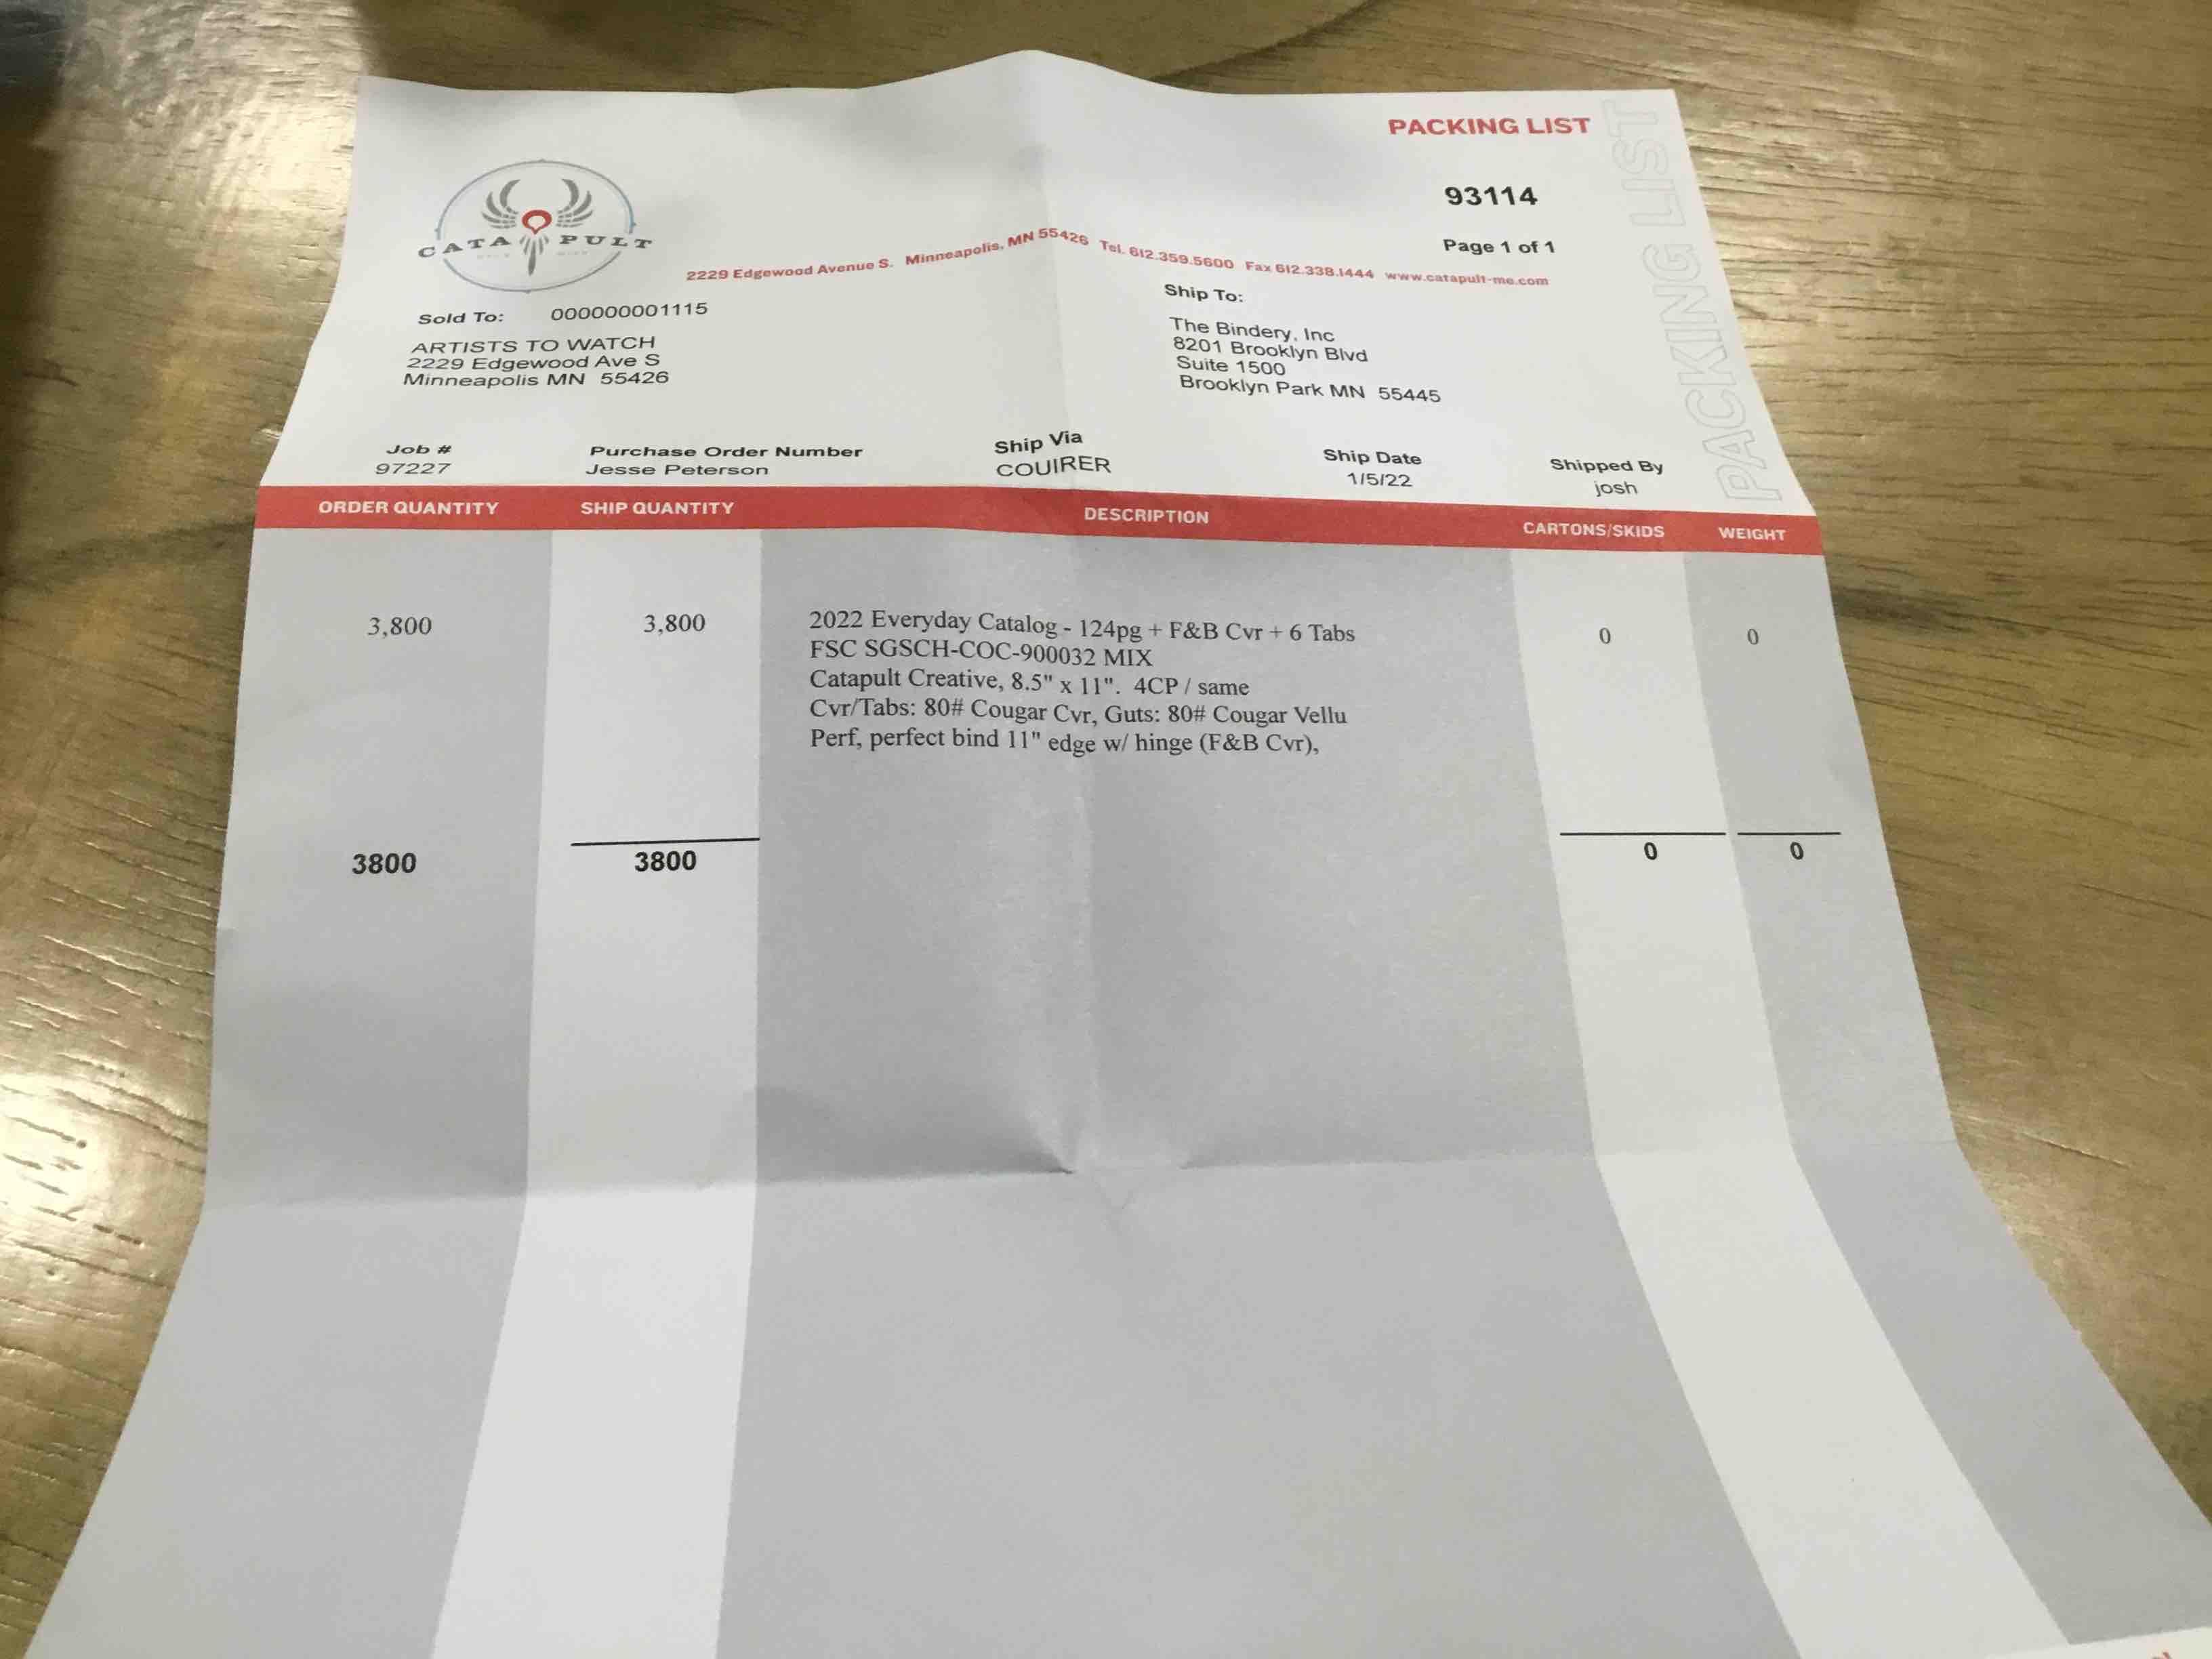 PACKING LIST
93114
Page 1 of 1
CATAPULT
2229 Edgewood Avenue S. Minneapolis, MN 55426 Tel. 612.359.5600 Fax 612.338.1444 www.catapult-me.com
Sold To: 000000001115
ARTISTS TO WATCH
2229 Edgewood Ave S
Minneapolis MN 55426
Ship To:
The Bindery, Inc
8201 Brooklyn Blvd
Suite 1500
Brooklyn Park MN 55445
PACKING LIST
Job # Purchase Order Number Ship Via Ship Date Shipped By
97227 Jesse Peterson COUIRER 1/5/22 josh
ORDER QUANTITY SHIP QUANTITY DESCRIPTION CARTONS/SKIDS WEIGHT
3,800 3,800 2022 Everyday Catalog - 124pg + F&B Cvr + 6 Tabs 0 0
FSC SGSCH-COC-900032 MIX
Catapult Creative, 8.5" x 11". 4CP / same
Cvr/Tabs: 80# Cougar Cvr, Guts: 80# Cougar Vellu
Perf, perfect bind 11" edge w/ hinge (F&B Cvr),
3800 3800 0 0